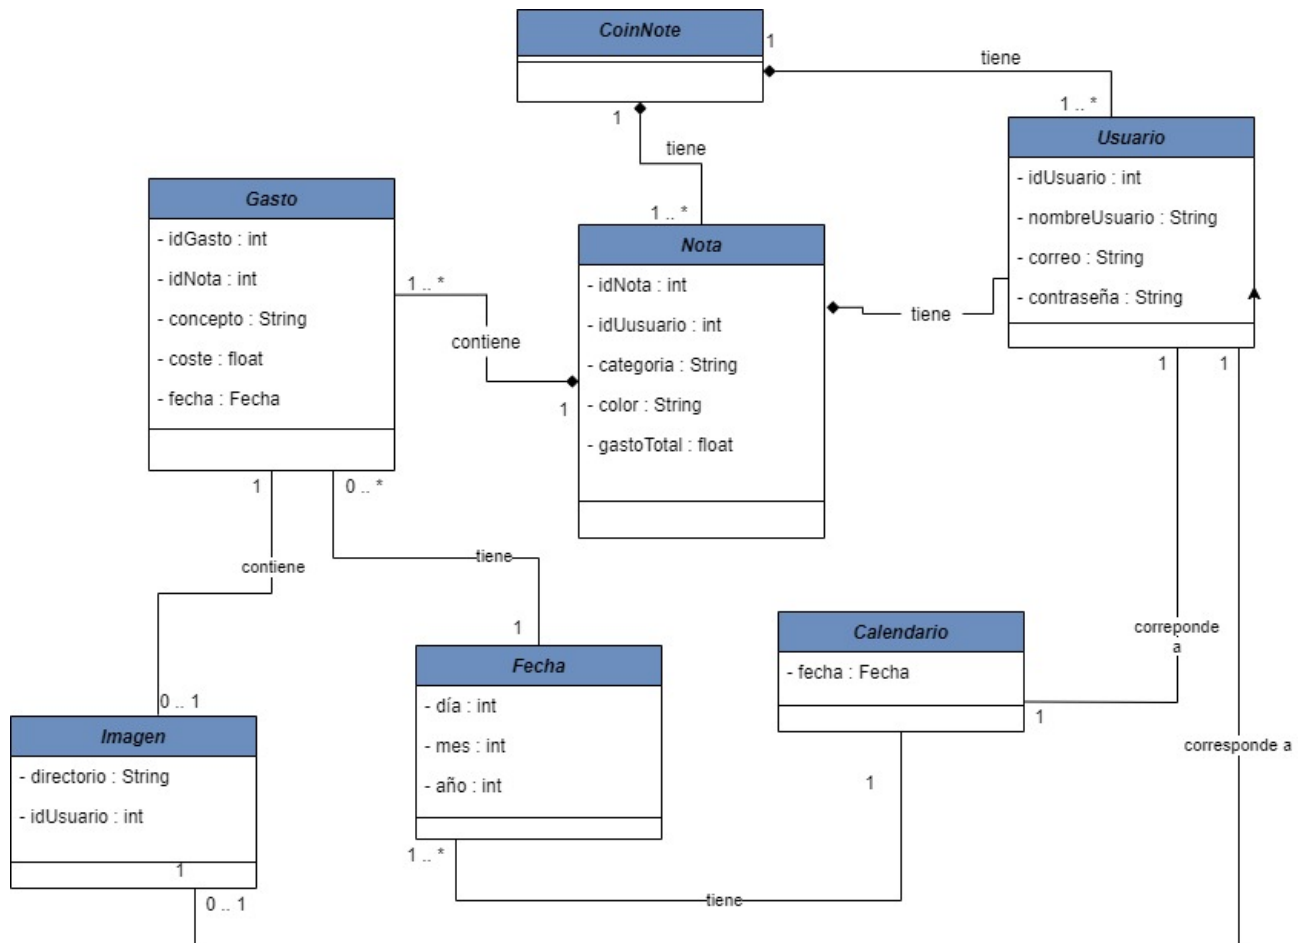 CoinNote
1
tiene
1 .. *
1
tiene
1 .. *
Usuario
- idUsuario : int
- nombreUsuario : String
- correo : String
- contraseña : String
Gasto
- idGasto : int
- idNota : int
- concepto : String
- coste : float
- fecha : Fecha
1 .. *
contiene
1
Nota
- idNota : int
- idUusuario : int
- categoria : String
- color : String
- gastoTotal : float
tiene
1
1
1
0 .. *
contiene
tiene
1
0 .. 1
Fecha
- día : int
- mes : int
- año : int
1 .. *
Calendario
- fecha : Fecha
1
correponde
a
corresponde a
1
tiene
Imagen
- directorio : String
- idUsuario : int
1
0 .. 1